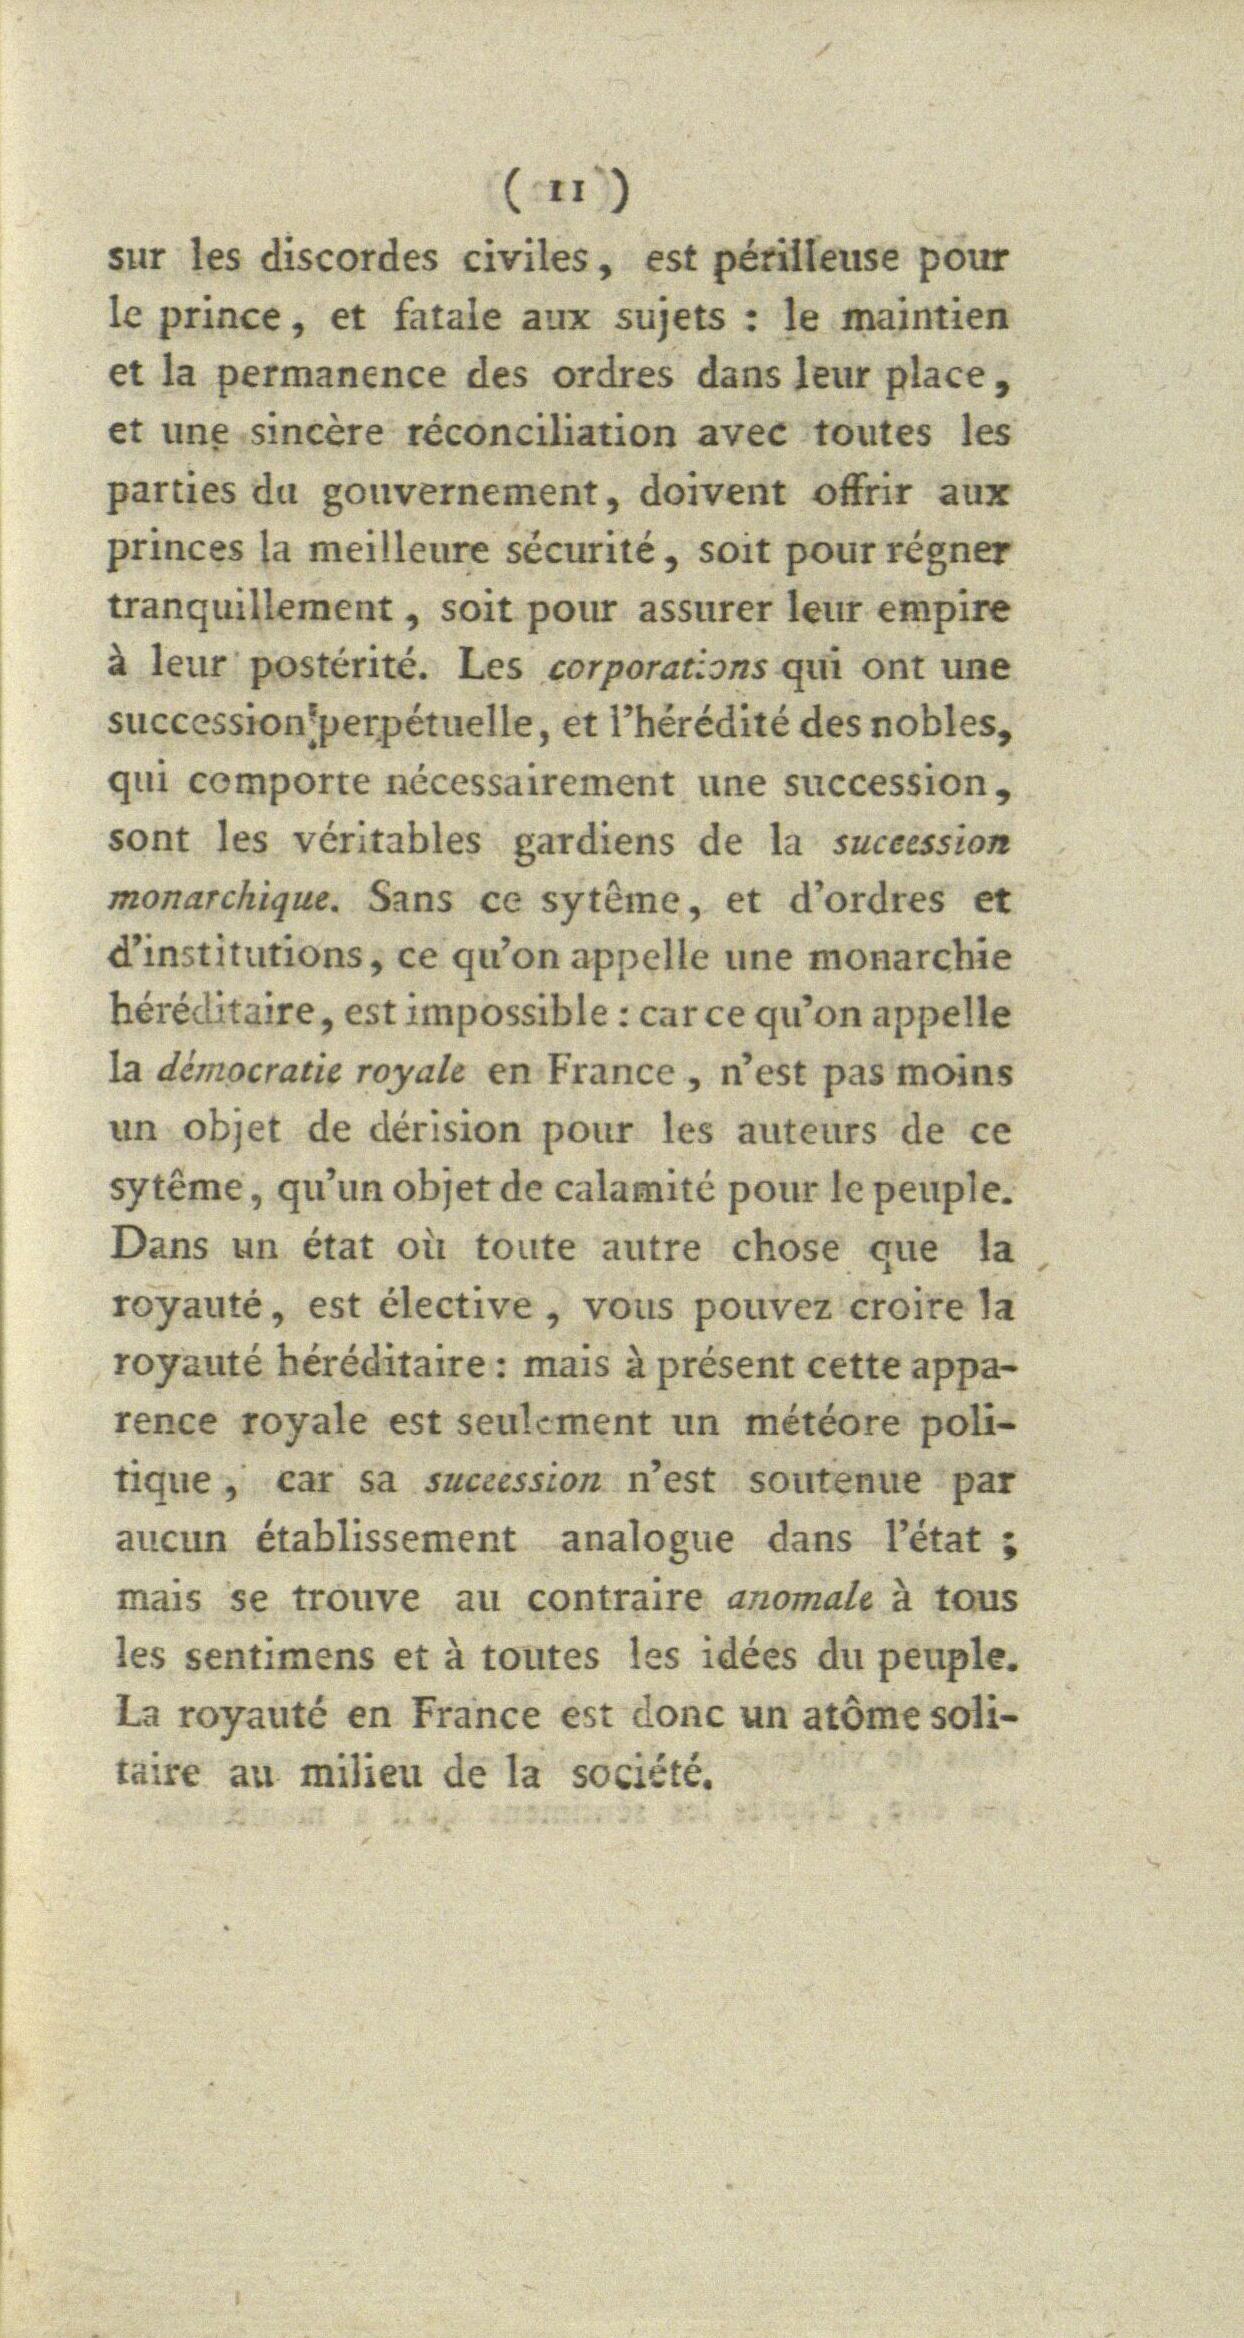 ( 11 )
sur les discordes civiles, est périlleuse pour
le prince, et fatale aux sujets : le maintien
et la permanence des ordres dans leur place,
et une sincère réconciliation avec toutes les
parties du gouvernement, doivent offrir aux
princes la meilleure sécurité, soit pour régner
tranquillement, soit pour assurer leur empire
à leur postérité. Les corporations qui ont une
succession perpétuelle, et l'hérédité des nobles,
qui comporte nécessairement une succession,
sont les véritables gardiens de la succession
monarchique. Sans ce sytême, et d'ordres et
d'institutions, ce qu'on appelle une monarchie
héréditaire, est impossible : car ce qu'on appelle
la démocratie royale en France, n'est pas moins
un objet de dérision pour les auteurs de ce
sytême, qu'un objet de calamité pour le peuple.
Dans un état où toute autre chose que la
royauté, est élective, vous pouvez croire la
royauté héréditaire : mais à présent cette appa-
rence royale est seulement un météore poli-
tique, car sa succession n'est soutenue par
aucun établissement analogue dans l'état ;
mais se trouve au contraire anomale à tous
les sentimens et à toutes les idées du peuple.
La royauté en France est donc un atôme soli-
taire au milieu de la société.